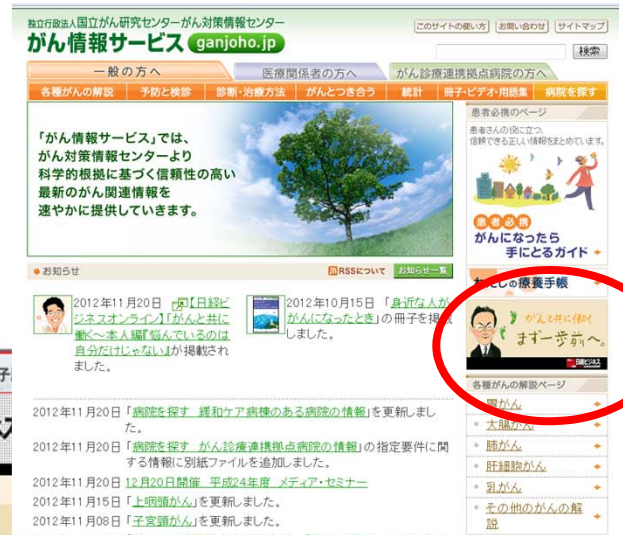 独立行政法人国立がん研究センターがん対策情報センター
がん情報サービス ganjoho.jp
このサイトの使い方 お問い合わせ サイトマップ
検索
一般の方へ 医療関係者の方へ がん診療連携拠点病院の方へ
各種がんの解説 予防と検診 診断・治療方法 がんとつき合う 統計 冊子・ビデオ・用語集 病院を探す
「がん情報サービス」では、
がん対策情報センターより
科学的根拠に基づく信頼性の高い
最新のがん関連情報を
速やかに提供していきます。
お知らせ
RSSについて お知らせ一覧
2012年11月20日 【日経ビ
ジネスオンライン】「がんと共に
働く～本人編『悩んでいるのは
自分だけじゃない』が掲載され
ました。
2012年10月15日 「身近な人が
がんになったとき」の冊子を掲載
しました。
2012年11月20日 「病院を探す 緩和ケア病棟のある病院の情報」を更新しまし
た。
2012年11月20日 「病院を探す がん診療連携拠点病院の情報」の指定要件に関
する情報に別紙ファイルを追加しました。
2012年11月20日 12月20日開催 平成24年度 メディア・セミナー
2012年11月15日 「上咽頭がん」を更新しました。
2012年11月08日 「子宮頸がん」を更新しました。
患者必携のページ
患者さんの役に立つ、
信頼できる正しい情報をまとめています。
患者必携
がんになったら
手にとるガイド
わたしの療養手帳
がんと共に働く
まず一歩前へ。
日経ビジネス
各種がんの解説ページ
胃がん
大腸がん
肺がん
肝細胞がん
乳がん
その他のがんの解
説